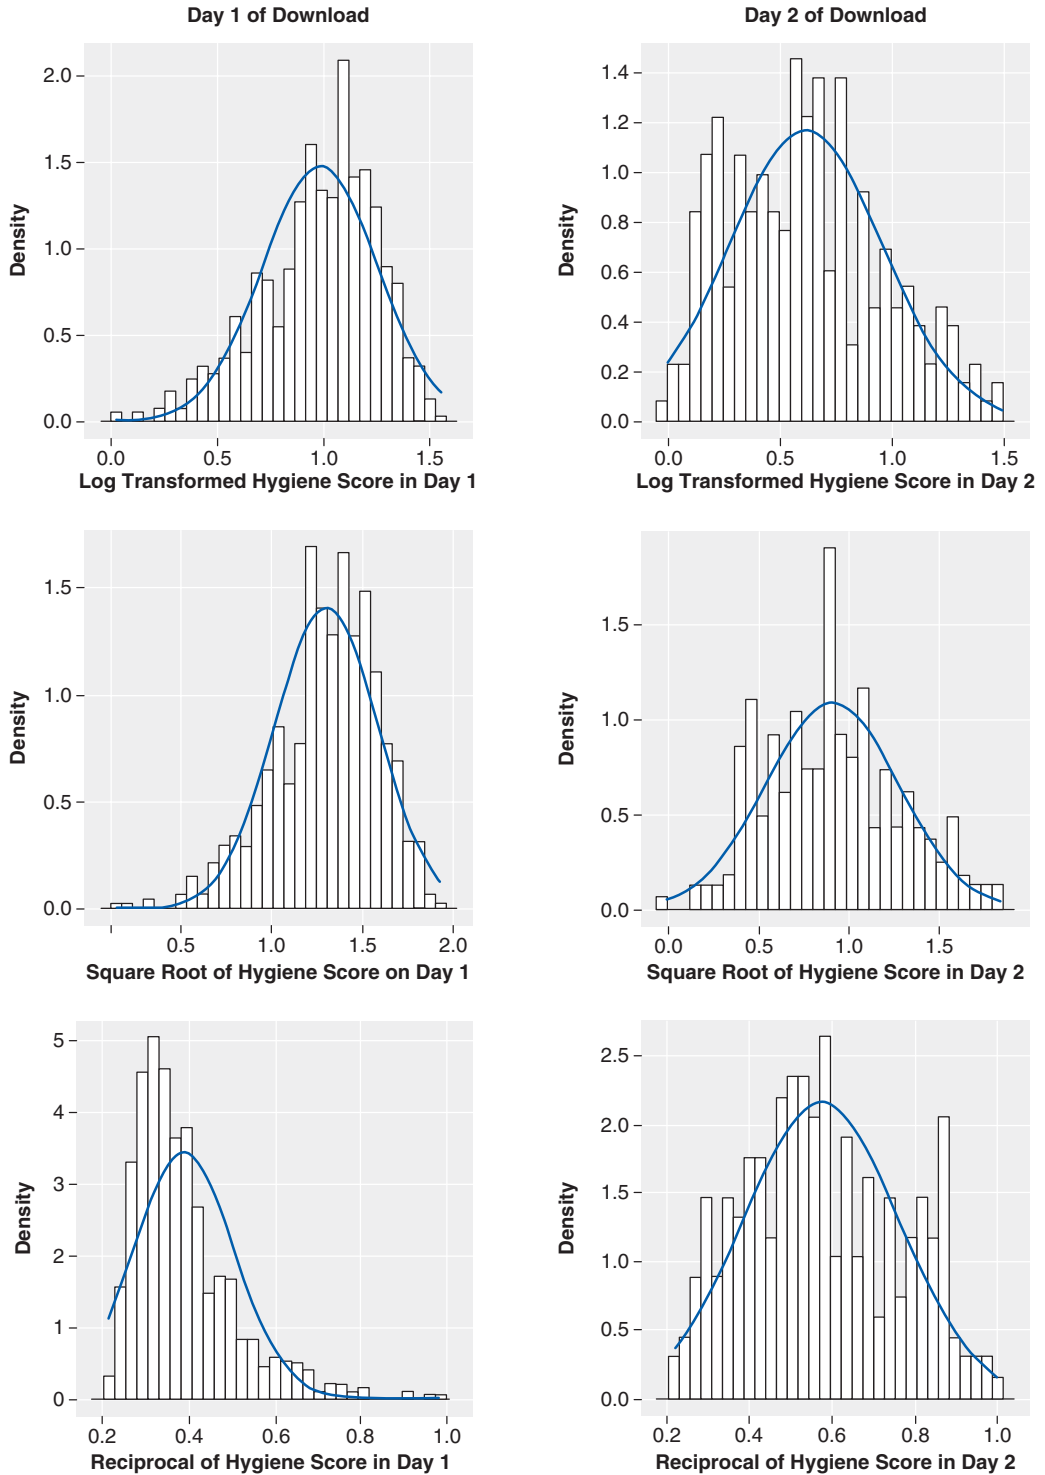 Day 1 of Download
Day 2 of Download
Density
2.0
1.5
1.0
0.5
0.0
0.0 0.5 1.0 1.5
Log Transformed Hygiene Score in Day 1
Density
1.4
1.2
1.0
0.8
0.6
0.4
0.2
0.0
0.0 0.5 1.0 1.5
Log Transformed Hygiene Score in Day 2
Density
1.5
1.0
0.5
0.0
0.5 1.0 1.5 2.0
Square Root of Hygiene Score on Day 1
Density
1.5
1.0
0.5
0.0
0.0 0.5 1.0 1.5
Square Root of Hygiene Score in Day 2
Density
5
4
3
2
1
0
0.2 0.4 0.6 0.8 1.0
Reciprocal of Hygiene Score in Day 1
Density
2.5
2.0
1.5
1.0
0.5
0.0
0.2 0.4 0.6 0.8 1.0
Reciprocal of Hygiene Score in Day 2